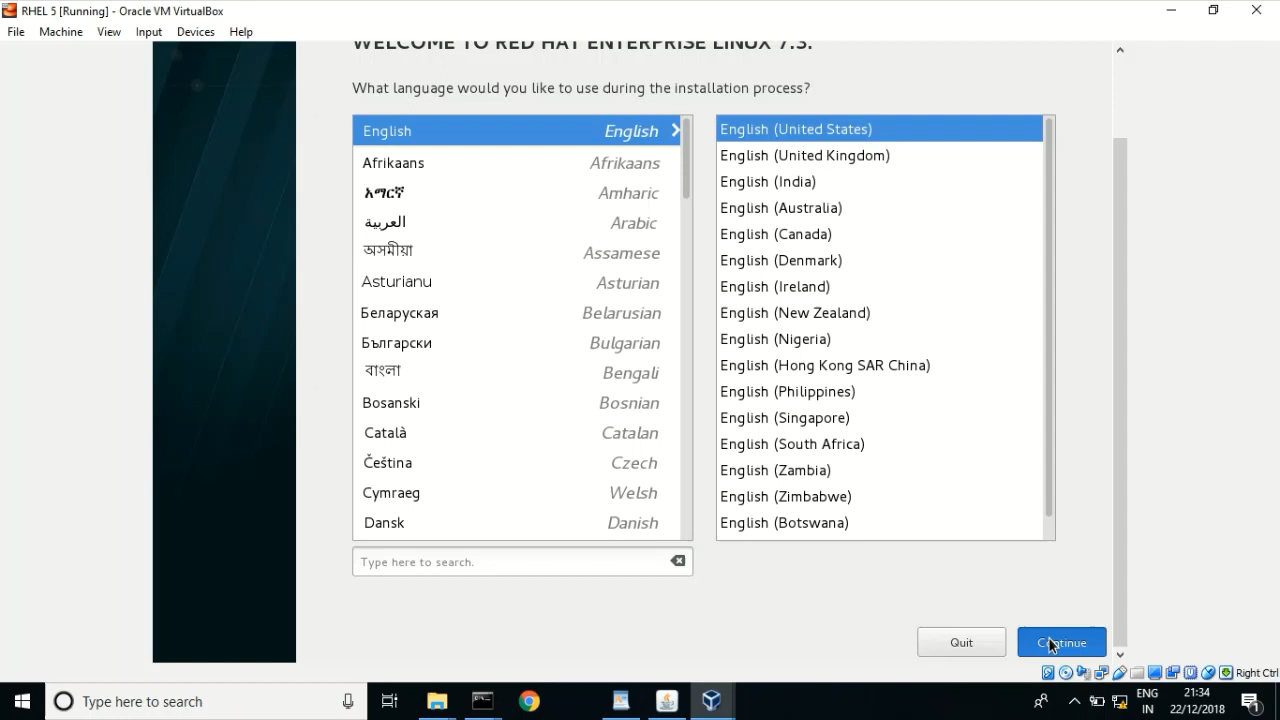 RHEL 5 [Running] - Oracle VM VirtualBox
File Machine View Input Devices Help
WELCOME TO RED HAT ENTERPRISE LINUX 7.3.
What language would you like to use during the installation process?
English English
Afrikaans Afrikaans
አማርኛ Amharic
العربية Arabic
অসমীয়া Assamese
Asturianu Asturian
Беларуская Belarusian
Български Bulgarian
বাংলা Bengali
Bosanski Bosnian
Català Catalan
Čeština Czech
Cymraeg Welsh
Dansk Danish
Type here to search.
English (United States)
English (United Kingdom)
English (India)
English (Australia)
English (Canada)
English (Denmark)
English (Ireland)
English (New Zealand)
English (Nigeria)
English (Hong Kong SAR China)
English (Philippines)
English (Singapore)
English (South Africa)
English (Zambia)
English (Zimbabwe)
English (Botswana)
Quit Continue
Right Ctrl
Type here to search
ENG
IN
21:34
22/12/2018
1